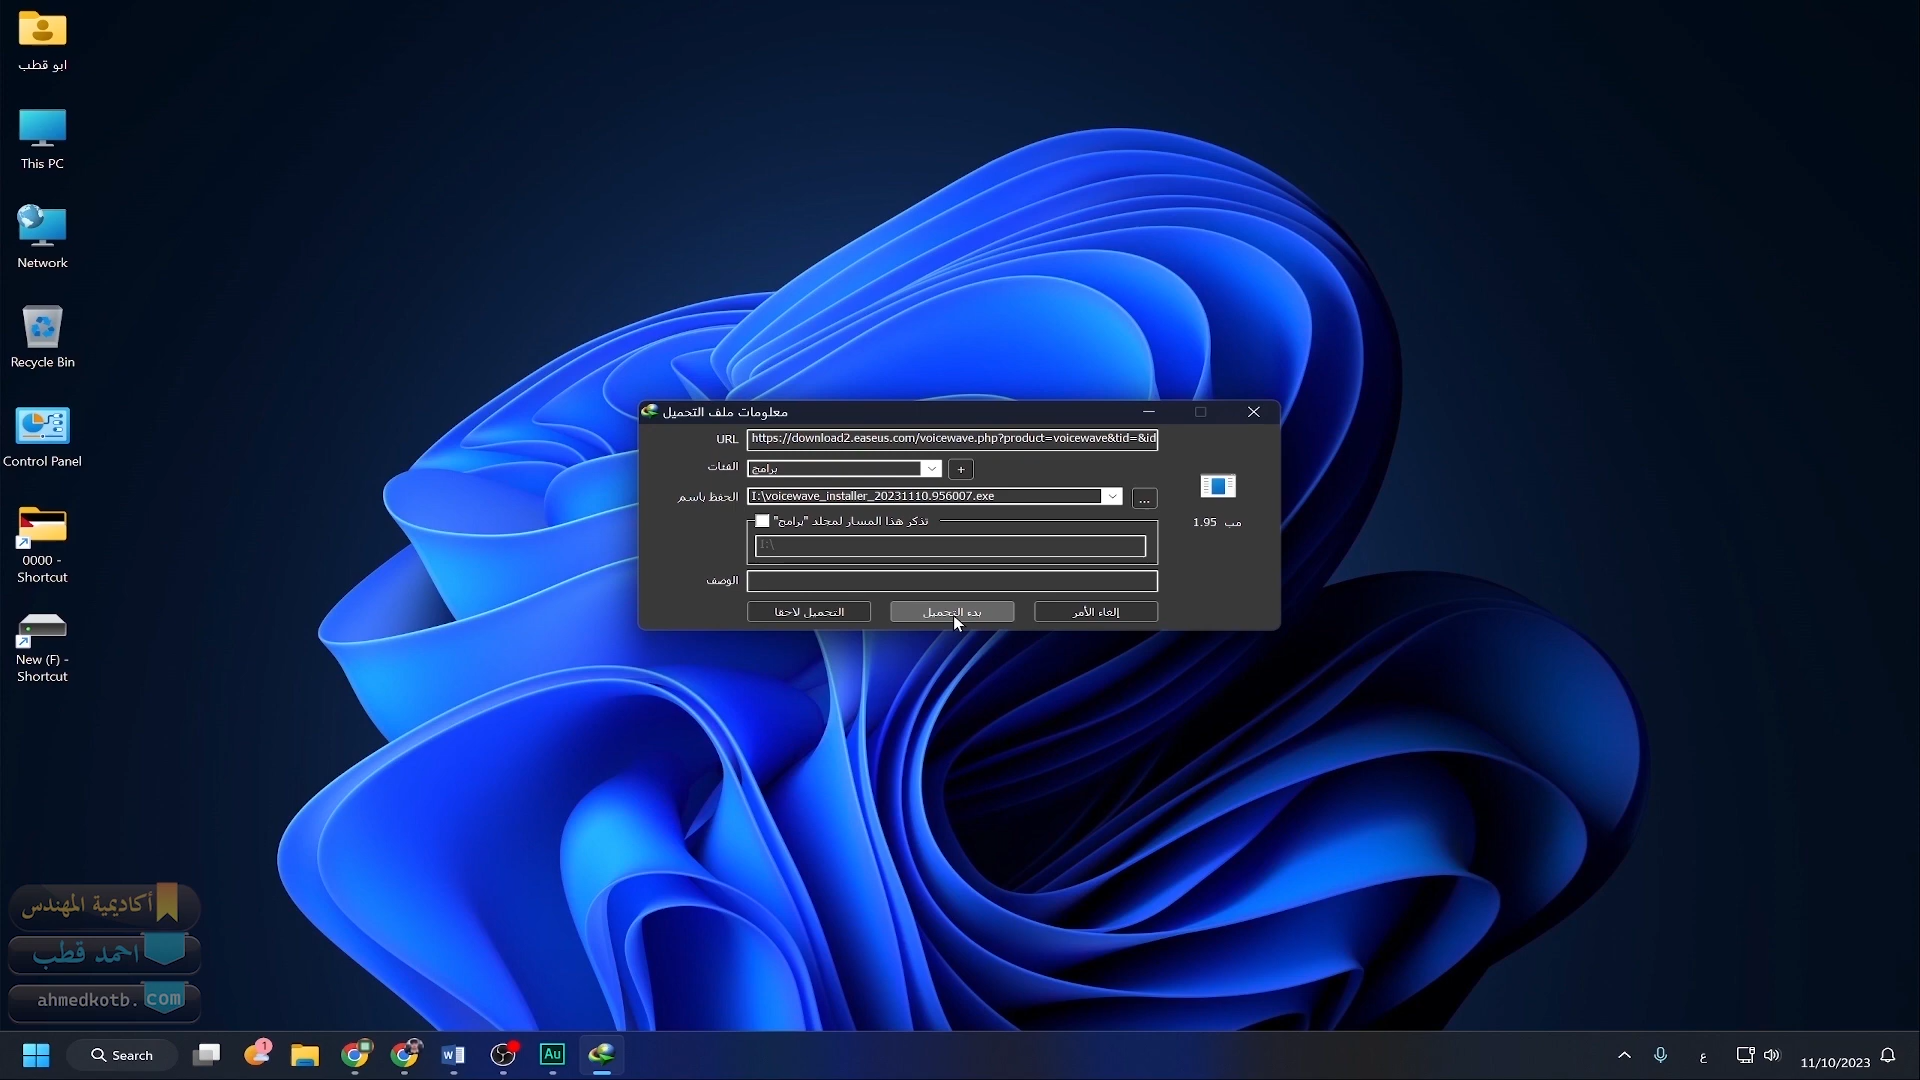 ابو قطب
This PC
Network
Recycle Bin
Control Panel
0000 -
Shortcut
New (F) -
Shortcut
معلومات ملف التحميل
URL
https://download2.easeus.com/voicewave.php?product=voicewave&tid=&id
الفئات
برامج
+
الحفظ باسم
I:\voicewave_installer_20231110.956007.exe
...
تذكر هذا المسار لمجلد "برامج"
I:\
1.95 مب
الوصف
التحميل لاحقا
بدء التحميل
إلغاء الأمر
أكاديمية المهندس
احمد قطب
ahmedkotb.com
Search
1
Au
ع
11/10/2023